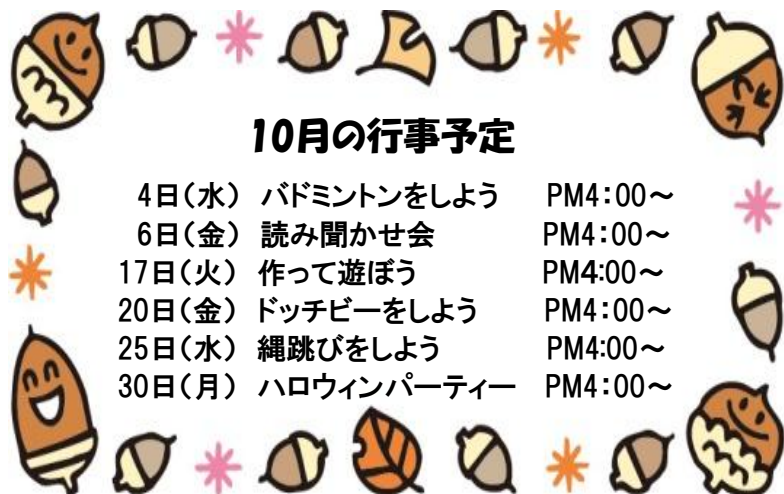 10月の行事予定
4日(水) バドミントンをしよう PM4:00～
6日(金) 読み聞かせ会 PM4:00～
17日(火) 作って遊ぼう PM4:00～
20日(金) ドッチビーをしよう PM4:00～
25日(水) 縄跳びをしよう PM4:00～
30日(月) ハロウィンパーティー PM4:00～